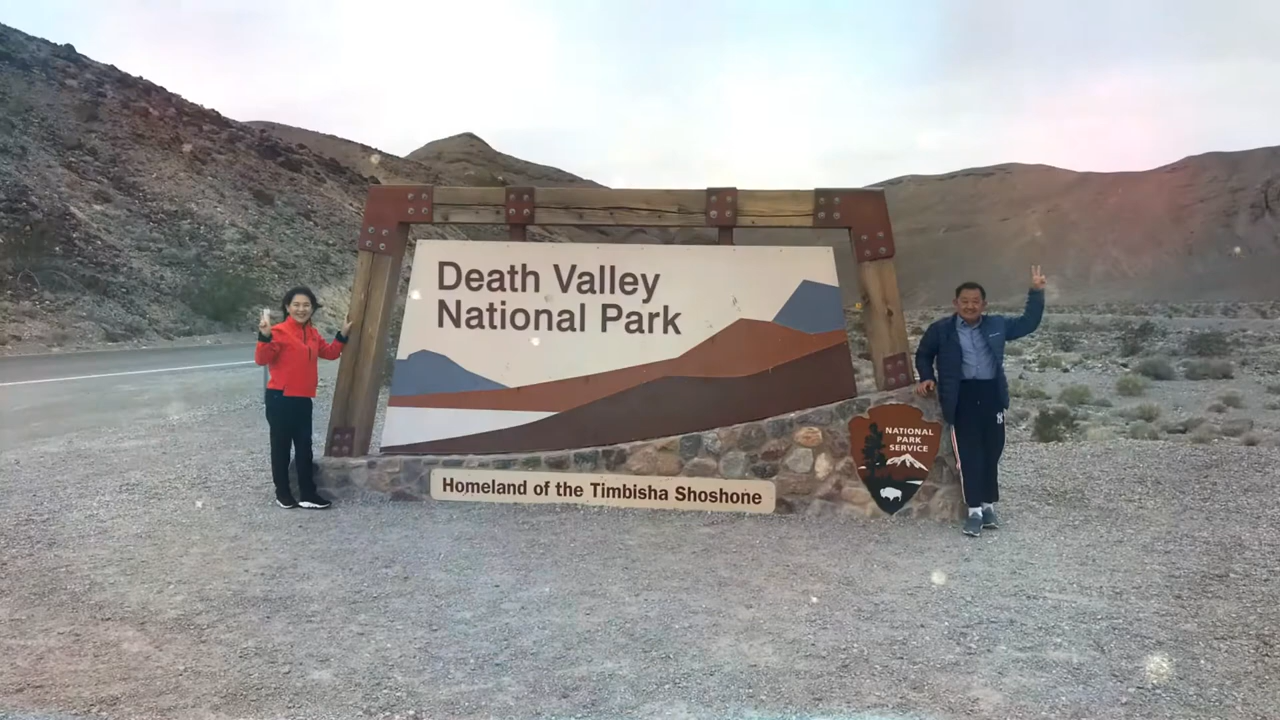 Death Valley
National Park
NATIONAL
PARK
SERVICE
Homeland of the Timbisha Shoshone